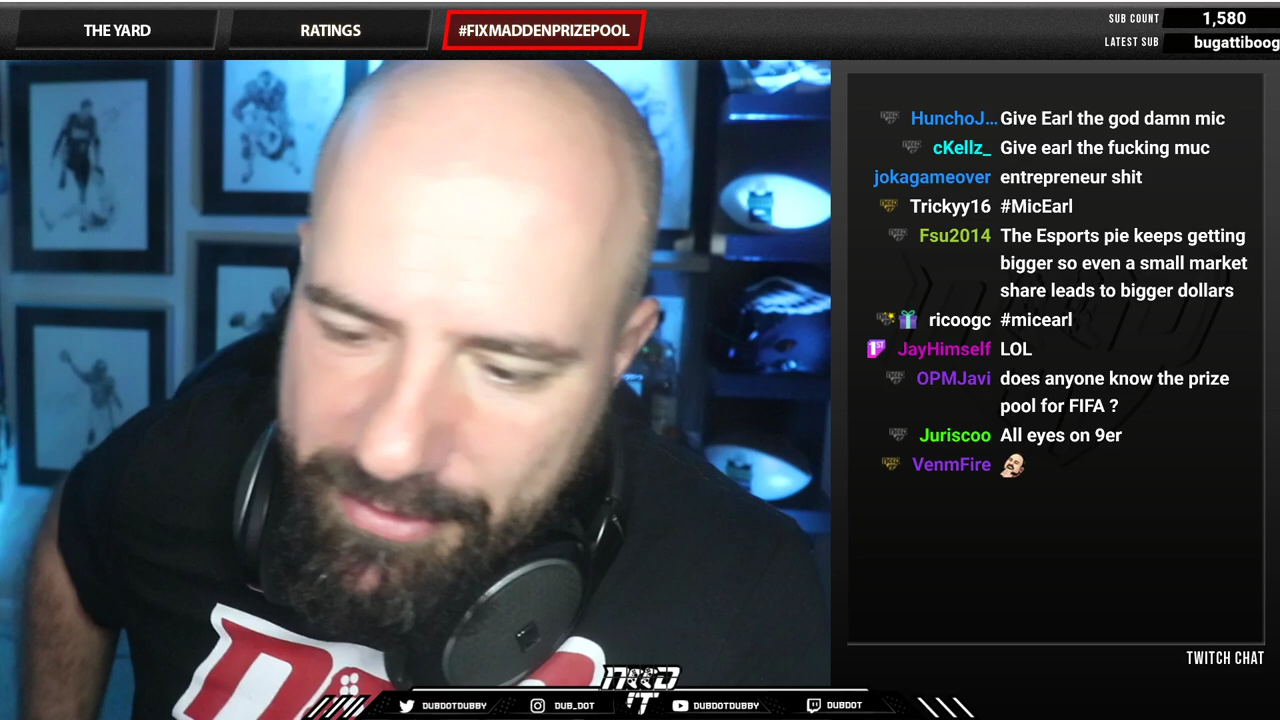 THE YARD
RATINGS
#FIXMADDENPRIZEPOOL
SUB COUNT
1,580
LATEST SUB
bugattiboog
HunchoJ... Give Earl the god damn mic
cKellz_ Give earl the fucking muc
jokagameover entrepreneur shit
Trickyy16 #MicEarl
Fsu2014 The Esports pie keeps getting
bigger so even a small market
share leads to bigger dollars
ricoogc #micearl
1ST JayHimself LOL
OPMJavi does anyone know the prize
pool for FIFA ?
Juriscoo All eyes on 9er
VenmFire
TWITCH CHAT
DUBDOTDUBBY
DUB_DOT
DUBDOTDUBBY
DUBDOT